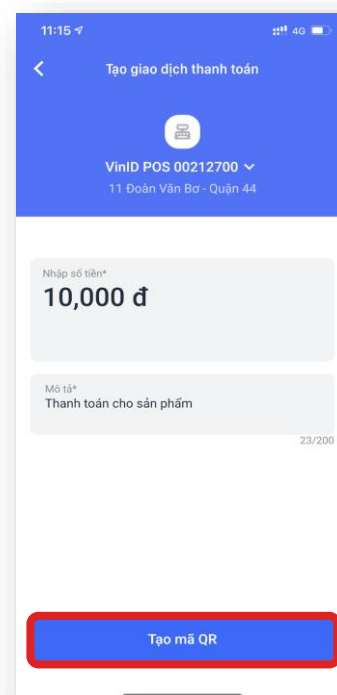 11:15
4G
Tạo giao dịch thanh toán
VinID POS 00212700
11 Đoàn Văn Bơ - Quận 44
Nhập số tiền*
10,000 đ
Mô tả*
Thanh toán cho sản phẩm
23/200
Tạo mã QR